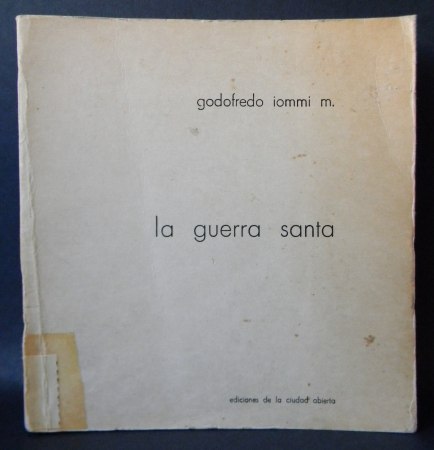 godofredo iommi m.
la guerra santa
ediciones de la ciudad abierta